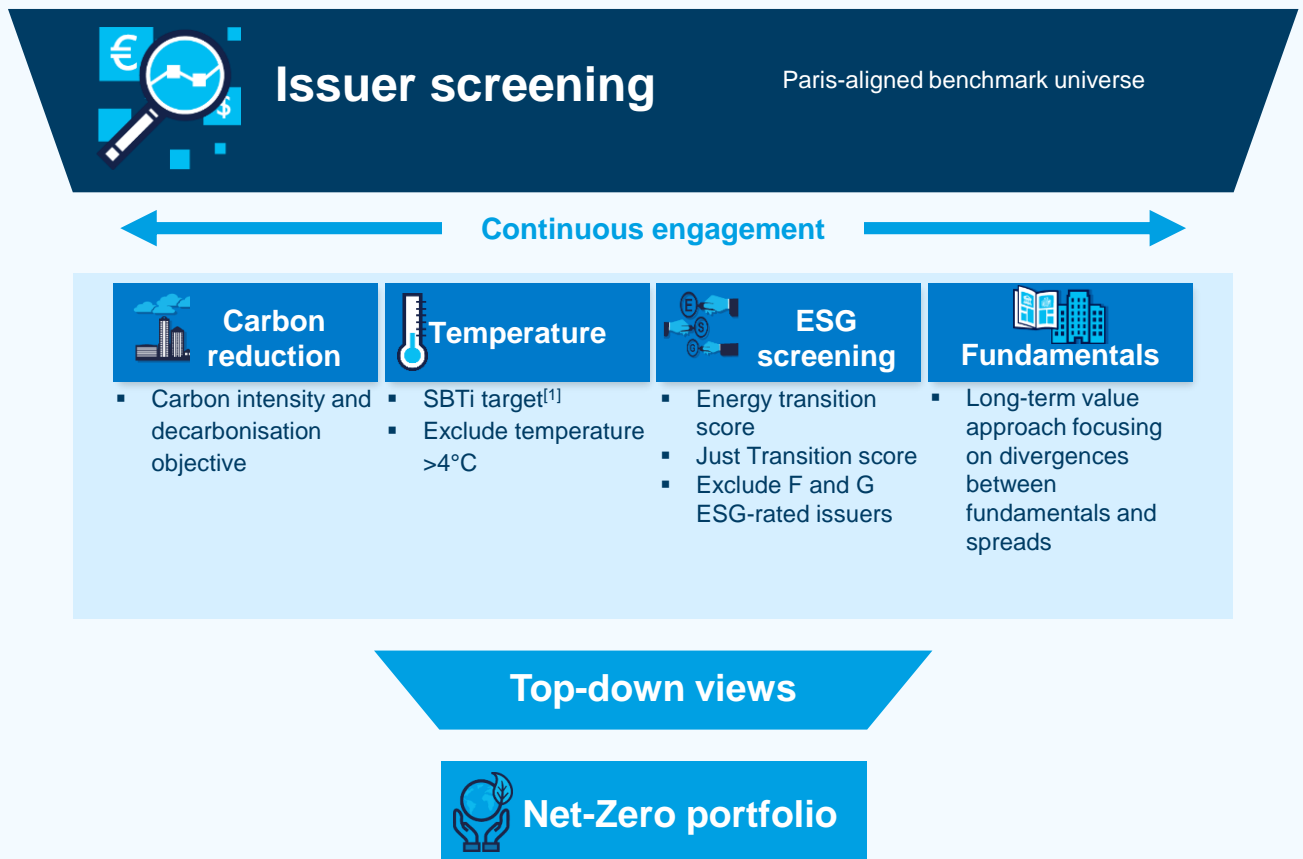 €
$
Issuer screening
Paris-aligned benchmark universe
Continuous engagement
Carbon
reduction
▪ Carbon intensity and
decarbonisation
objective
Temperature
▪ SBTi target[1]
▪ Exclude temperature
>4°C
E
S
G
ESG
screening
▪ Energy transition
score
▪ Just Transition score
▪ Exclude F and G
ESG-rated issuers
Fundamentals
▪ Long-term value
approach focusing
on divergences
between
fundamentals and
spreads
Top-down views
Net-Zero portfolio